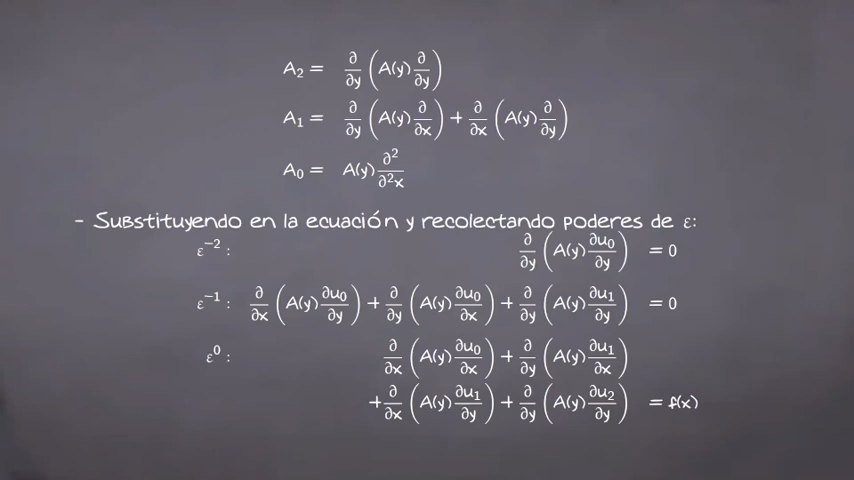 A₂ = ∂/∂y (A(y) ∂/∂y)
A₁ = ∂/∂y (A(y) ∂/∂x) + ∂/∂x (A(y) ∂/∂y)
A₀ = A(y) ∂²/∂²x
- Substituyendo en la ecuación y recolectando poderes de ε:
ε⁻² : ∂/∂y (A(y) ∂u₀/∂y) = 0
ε⁻¹ : ∂/∂x (A(y) ∂u₀/∂y) + ∂/∂y (A(y) ∂u₀/∂x) + ∂/∂y (A(y) ∂u₁/∂y) = 0
ε⁰ : ∂/∂x (A(y) ∂u₀/∂x) + ∂/∂y (A(y) ∂u₁/∂x)
+ ∂/∂x (A(y) ∂u₁/∂y) + ∂/∂y (A(y) ∂u₂/∂y) = f(x)